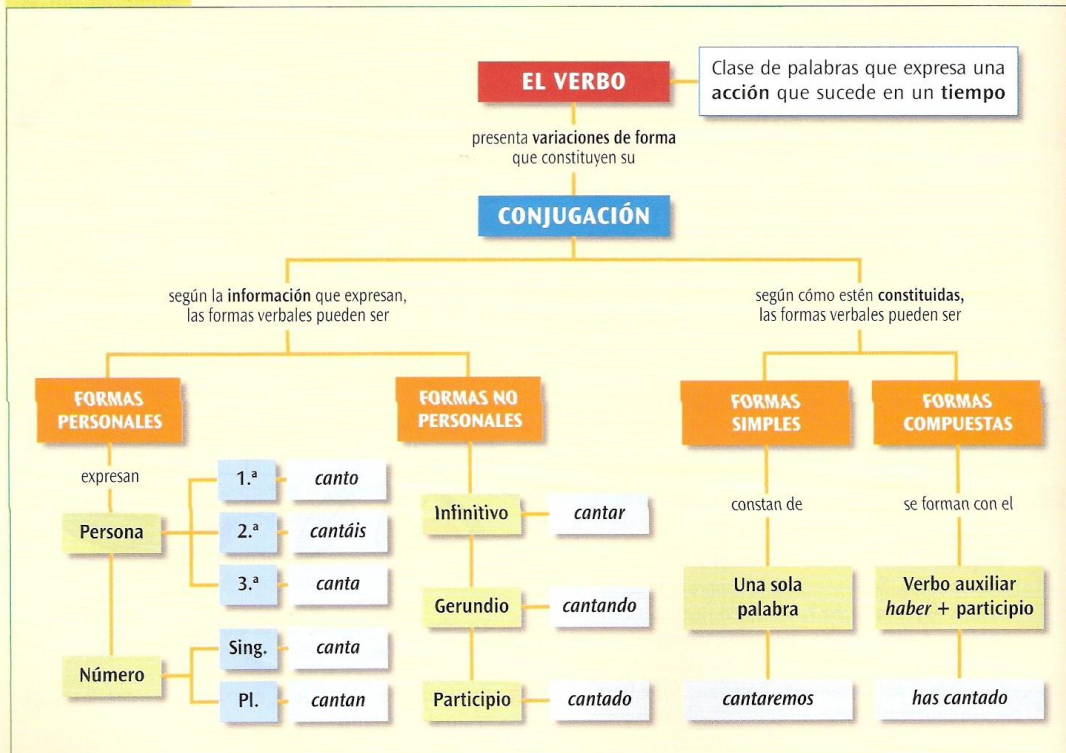 EL VERBO
Clase de palabras que expresa una
acción que sucede en un tiempo
presenta variaciones de forma
que constituyen su
CONJUGACIÓN
según la información que expresan,
las formas verbales pueden ser
según cómo estén constituidas,
las formas verbales pueden ser
FORMAS
PERSONALES
expresan
Persona
1.ª
canto
2.ª
cantáis
3.ª
canta
Número
Sing.
canta
Pl.
cantan
FORMAS NO
PERSONALES
Infinitivo
cantar
Gerundio
cantando
Participio
cantado
FORMAS
SIMPLES
constan de
Una sola
palabra
cantaremos
FORMAS
COMPUESTAS
se forman con el
Verbo auxiliar
haber + participio
has cantado